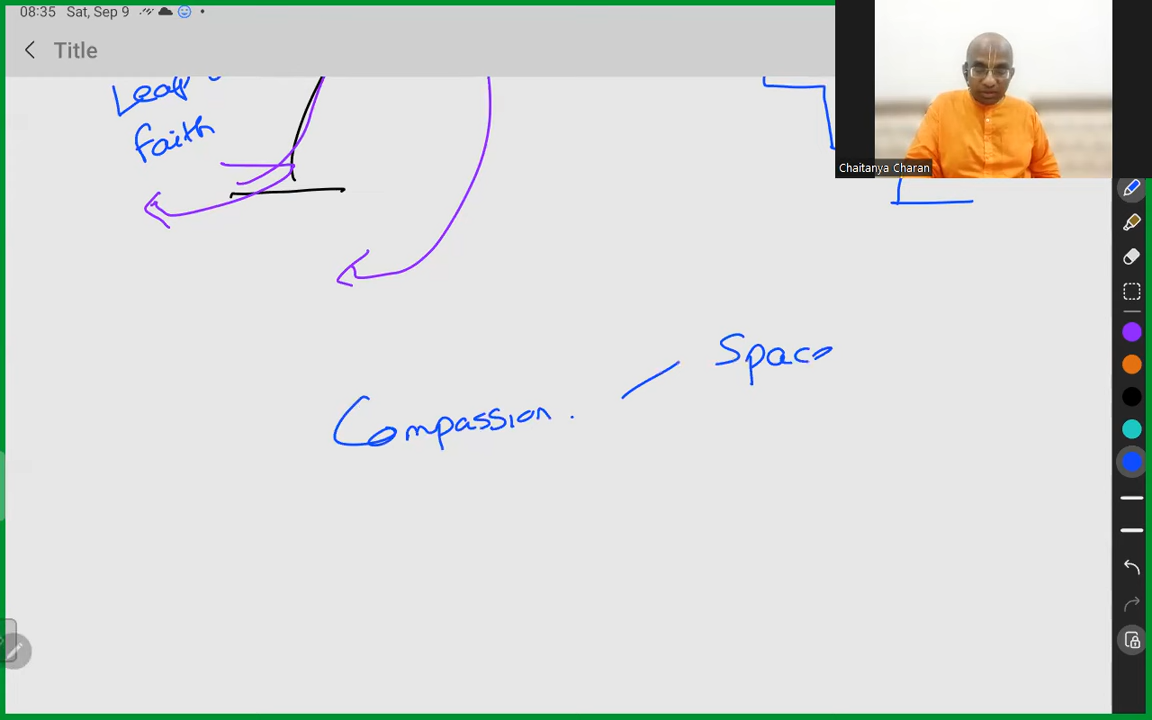 08:35 Sat, Sep 9
Title
Leap
Faith
Chaitanya Charan
Space
Compassion.